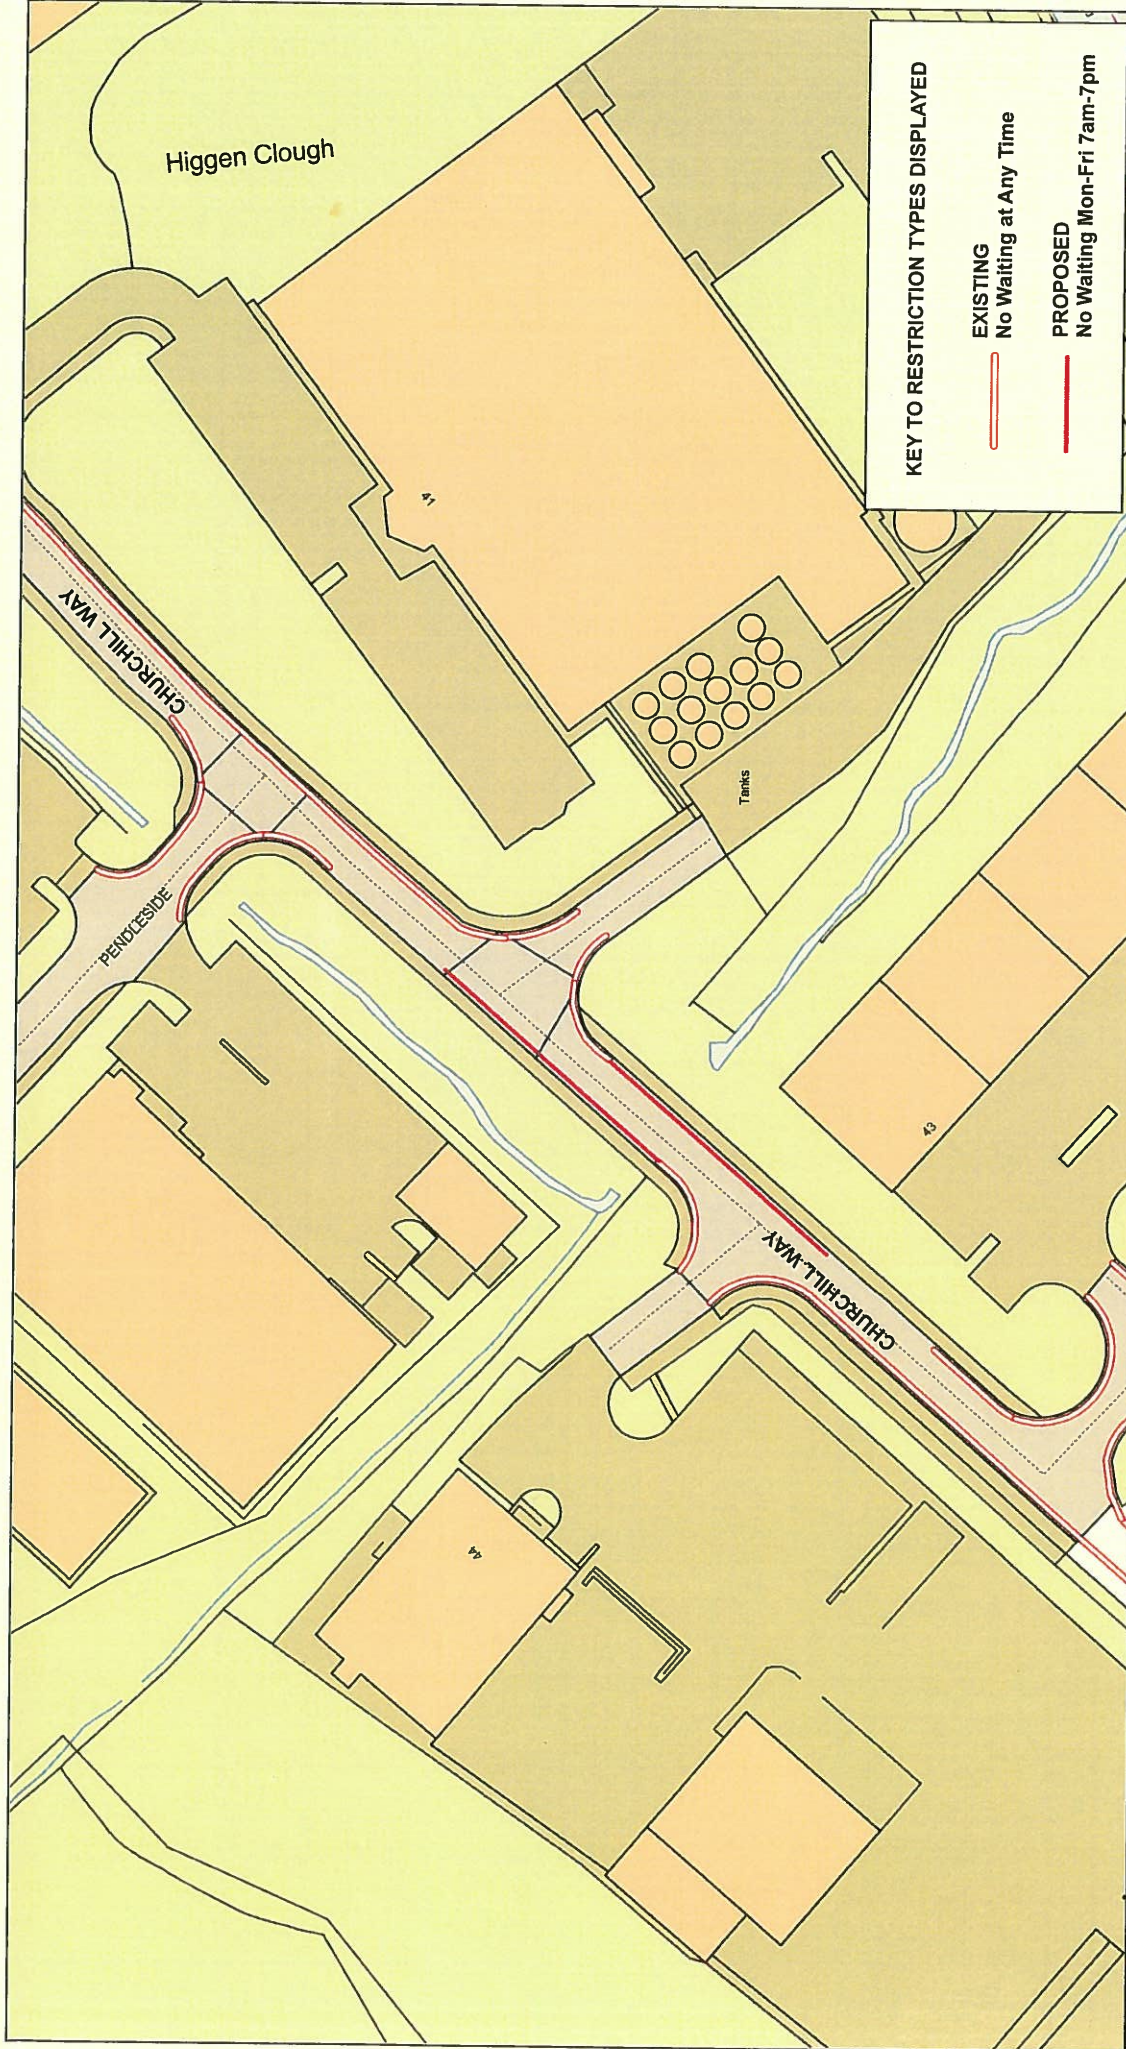 Higgen Clough
41
CHURCHILL WAY
PENDLESIDE
Tanks
43
CHURCHILL WAY
44
KEY TO RESTRICTION TYPES DISPLAYED
EXISTING
No Waiting at Any Time
PROPOSED
No Waiting Mon-Fri 7am-7pm